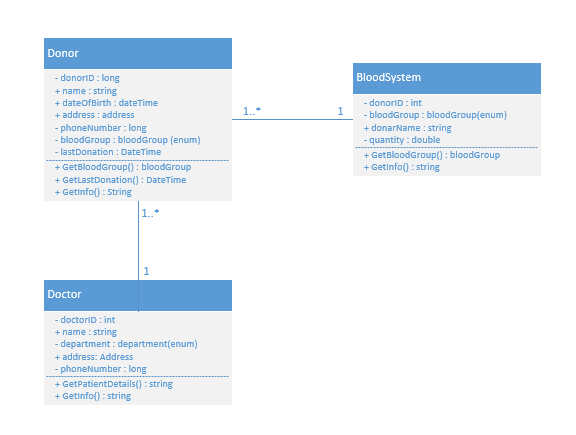 Donor
- donorID : long
+ name : string
+ dateOfBirth : dateTime
+ address : address
- phoneNumber : long
- bloodGroup : bloodGroup (enum)
- lastDonation : DateTime
+ GetBloodGroup() : bloodGroup
+ GetLastDonation() : DateTime
+ GetInfo() : String
1..*
1
BloodSystem
- donorID : int
- bloodGroup : bloodGroup(enum)
+ donarName : string
- quantity : double
+ GetBloodGroup() : bloodGroup
+ GetInfo() : string
1..*
1
Doctor
- doctorID : int
+ name : string
- department : department(enum)
+ address: Address
- phoneNumber : long
+ GetPatientDetails() : string
+ GetInfo() : string